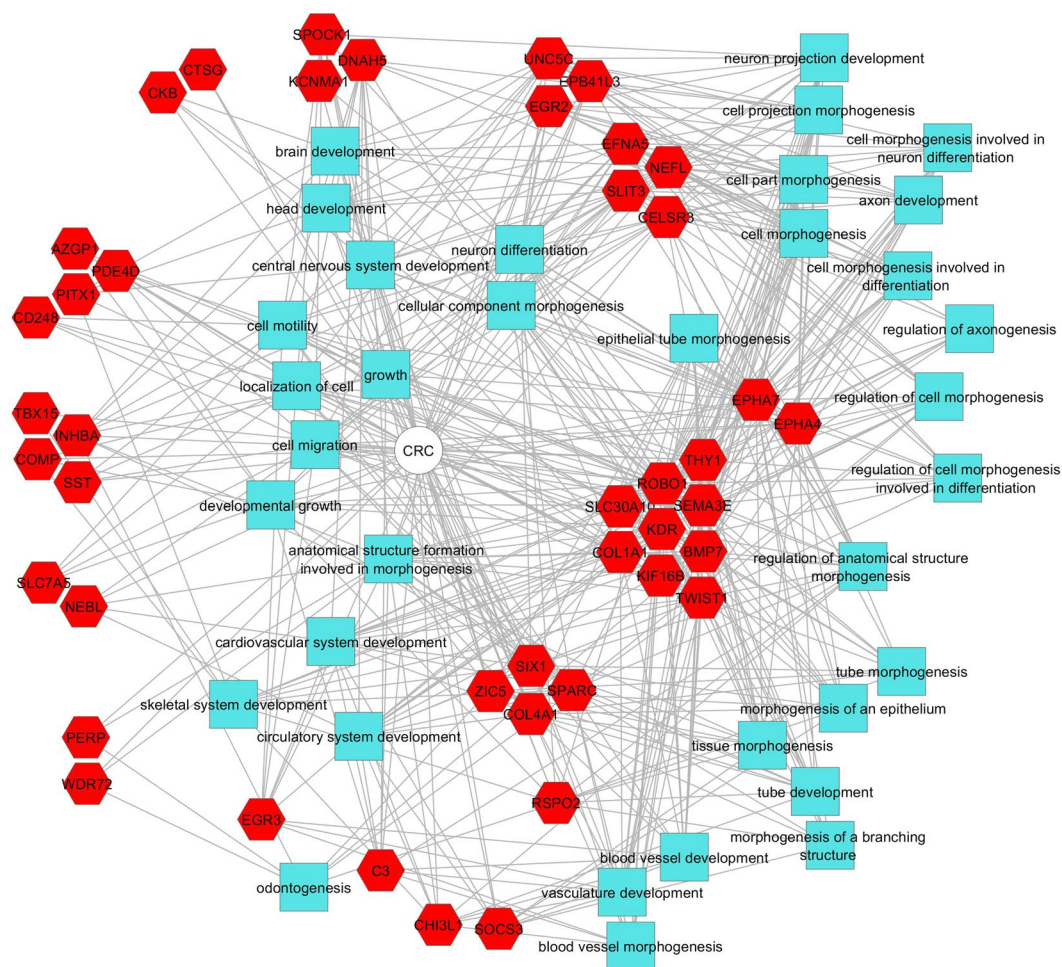 SPOCK1
DNAH5
KCNMA1
CTSG
CKB
UNC5C
EPB41L3
EGR2
neuron projection development
cell projection morphogenesis
cell morphogenesis involved in
neuron differentiation
brain development
EFNA5
NEFL
SLIT3
CELSR3
cell part morphogenesis
axon development
head development
cell morphogenesis
AZGP1
PDE4D
PITX1
CD248
central nervous system development
neuron differentiation
cell morphogenesis involved in
differentiation
cellular component morphogenesis
cell motility
epithelial tube morphogenesis
regulation of axonogenesis
growth
localization of cell
EPHA7
EPHA4
regulation of cell morphogenesis
TBX15
INHBA
COMP
SST
cell migration
CRC
THY1
ROBO1
SLC30A10
SEMA3E
KDR
COL1A1
BMP7
KIF16B
TWIST1
regulation of cell morphogenesis
involved in differentiation
developmental growth
anatomical structure formation
involved in morphogenesis
regulation of anatomical structure
morphogenesis
SLC7A5
NEBL
cardiovascular system development
SIX1
ZIC5
SPARC
COL4A1
tube morphogenesis
skeletal system development
morphogenesis of an epithelium
circulatory system development
tissue morphogenesis
PERP
WDR72
tube development
RSPO2
EGR3
morphogenesis of a branching
structure
blood vessel development
C3
odontogenesis
vasculature development
CHI3L1
SOCS3
blood vessel morphogenesis